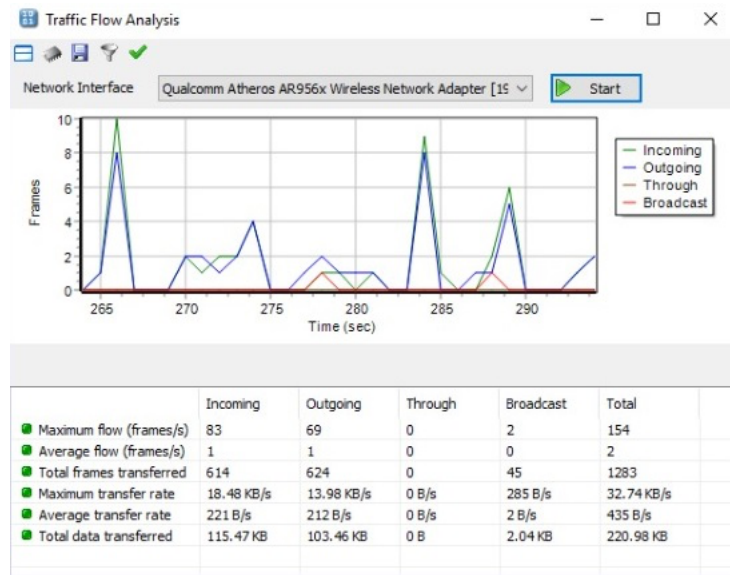 Traffic Flow Analysis
Network Interface Qualcomm Atheros AR956x Wireless Network Adapter [19 Start
10
8
6
4
2
0
Frames
265 270 275 280 285 290
Time (sec)
Incoming
Outgoing
Through
Broadcast
Incoming Outgoing Through Broadcast Total
Maximum flow (frames/s) 83 69 0 2 154
Average flow (frames/s) 1 1 0 0 2
Total frames transferred 614 624 0 45 1283
Maximum transfer rate 18.48 KB/s 13.98 KB/s 0 B/s 285 B/s 32.74 KB/s
Average transfer rate 221 B/s 212 B/s 0 B/s 2 B/s 435 B/s
Total data transferred 115.47 KB 103.46 KB 0 B 2.04 KB 220.98 KB